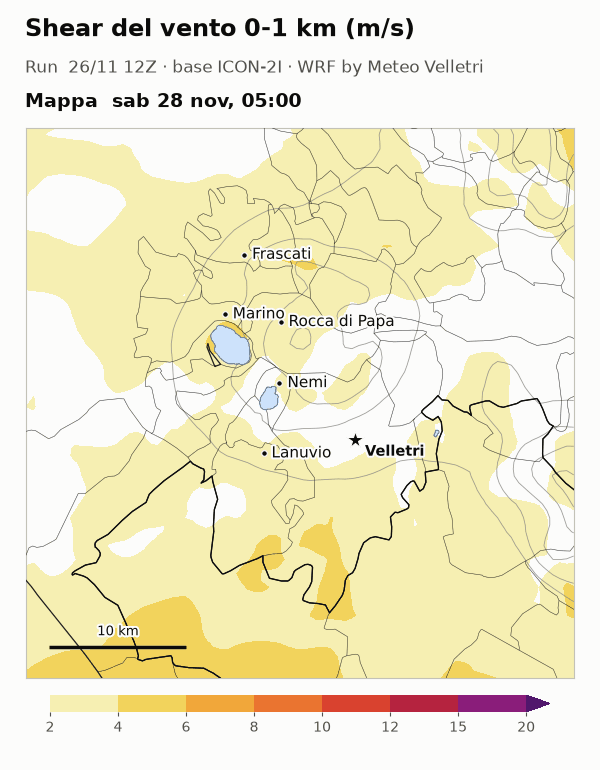 Shear del vento 0-1 km (m/s)
Run 26/11 12Z · base ICON-2I · WRF by Meteo Velletri
Mappa sab 28 nov, 05:00
Frascati
Marino
Rocca di Papa
Nemi
Velletri
Lanuvio
10 km
2 4 6 8 10 12 15 20